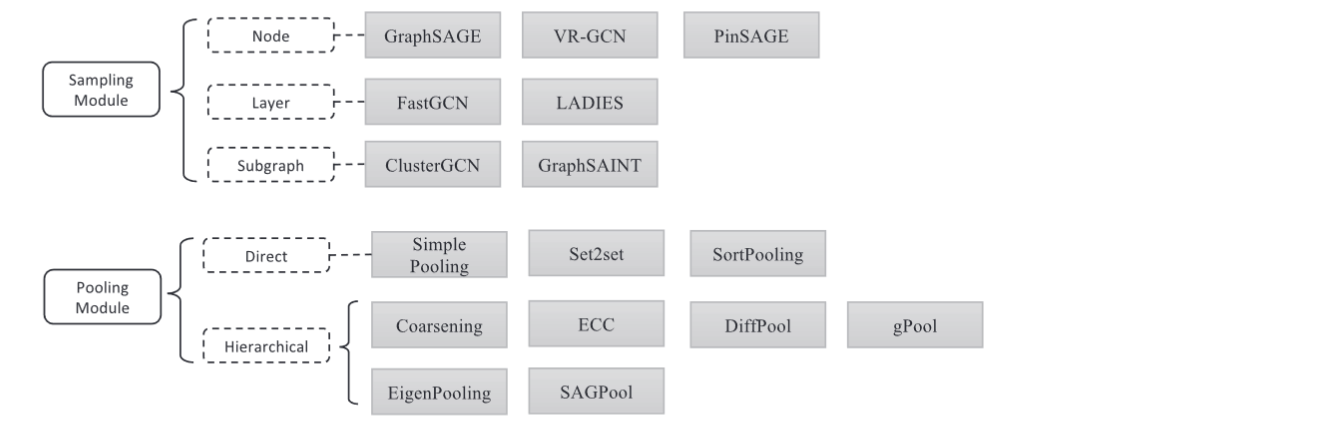 Node
GraphSAGE
VR-GCN
PinSAGE
Sampling
Module
Layer
FastGCN
LADIES
Subgraph
ClusterGCN
GraphSAINT
Direct
Simple
Pooling
Set2set
SortPooling
Pooling
Module
Hierarchical
Coarsening
ECC
DiffPool
gPool
EigenPooling
SAGPool